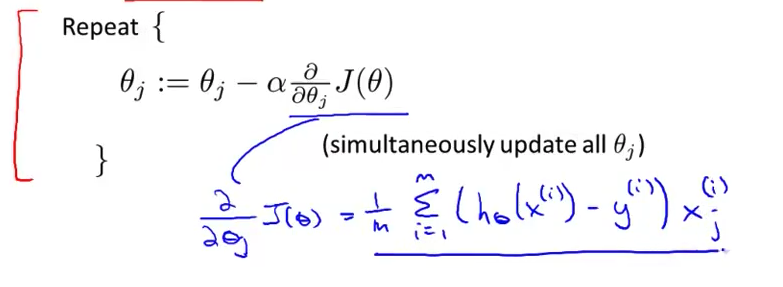 Repeat {
θ_j := θ_j − α ∂/∂θ_j J(θ)
(simultaneously update all θ_j)
}
∂/∂θ_j J(θ) = 1/m Σ_{i=1}^{m} (h_θ(x^{(i)}) − y^{(i)}) x_j^{(i)}